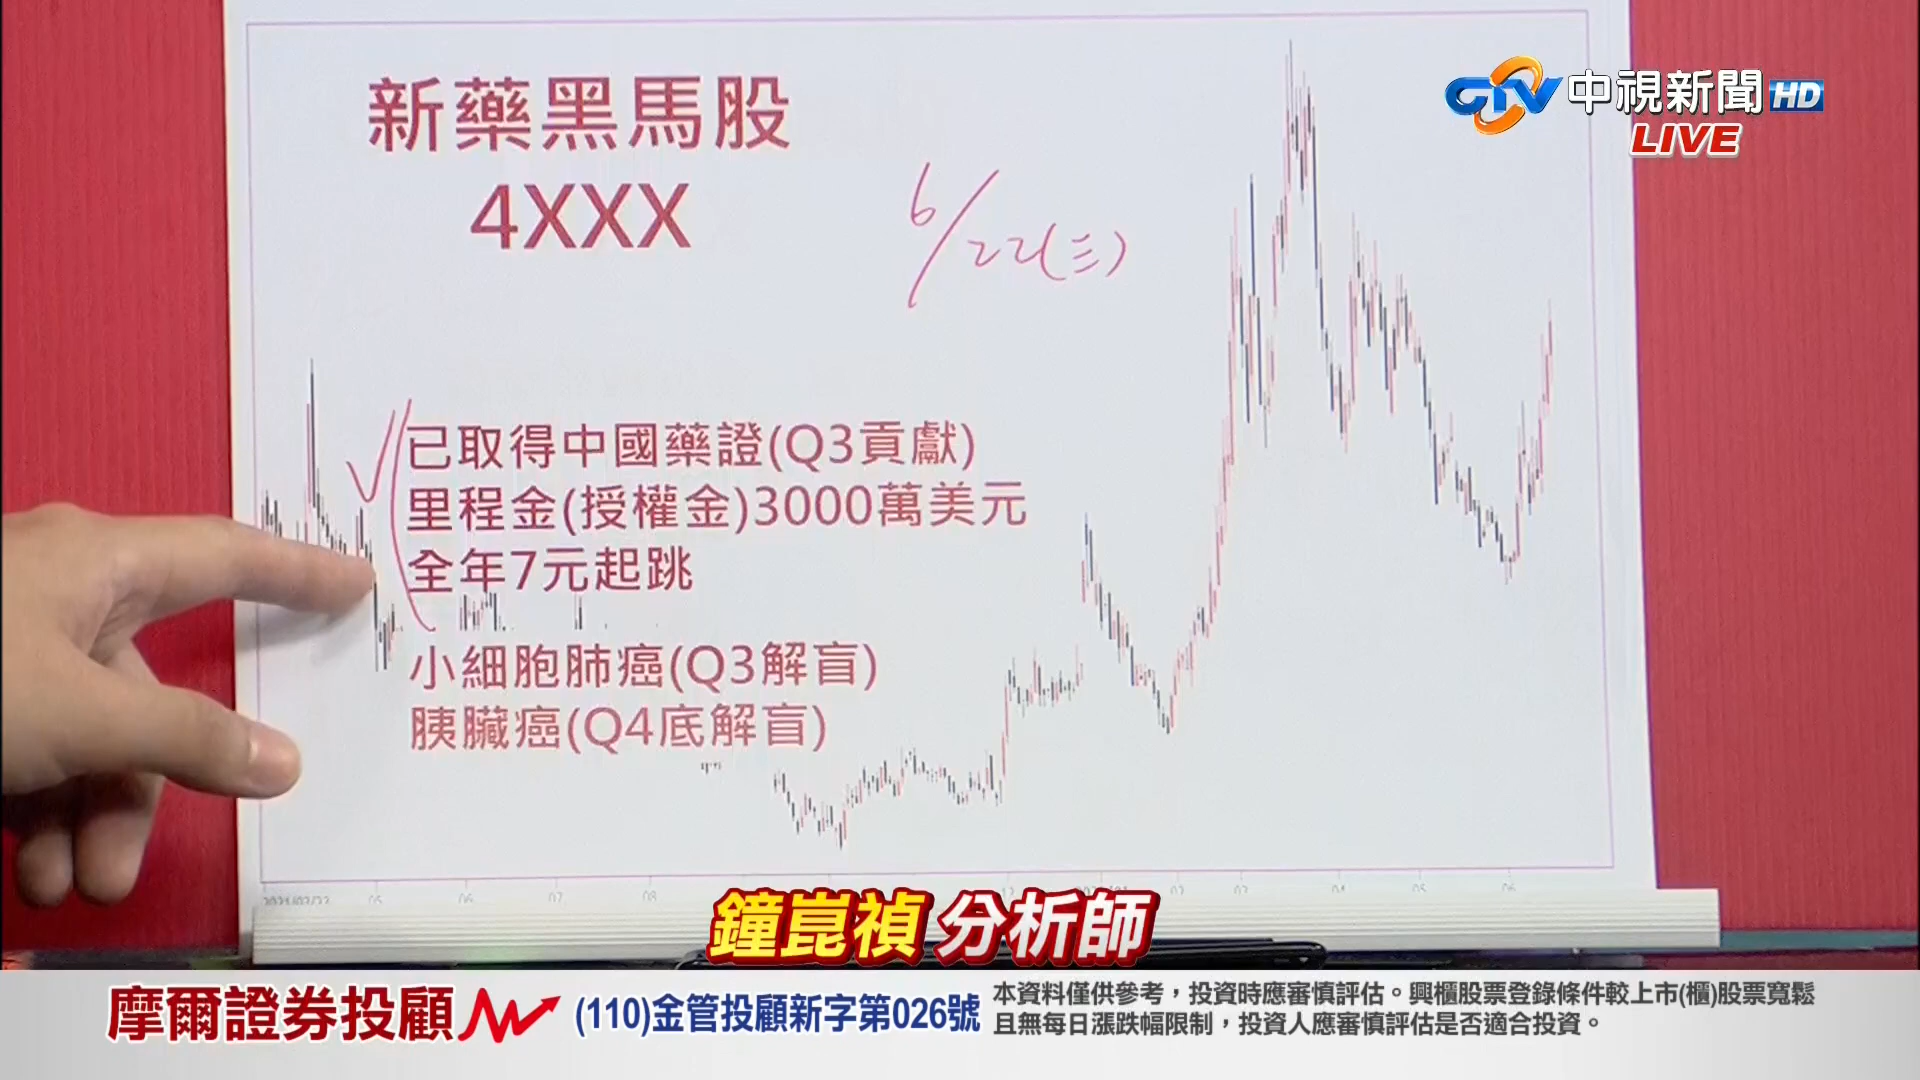 新藥黑馬股
4XXX
6/22(三)
CTV中視新聞HD
LIVE
已取得中國藥證(Q3貢獻)
里程金(授權金)3000萬美元
全年7元起跳
小細胞肺癌(Q3解盲)
胰臟癌(Q4底解盲)
鐘崑禎 分析師
摩爾證券投顧
(110)金管投顧新字第026號
本資料僅供參考，投資時應審慎評估。興櫃股票登錄條件較上市(櫃)股票寬鬆
且無每日漲跌幅限制，投資人應審慎評估是否適合投資。